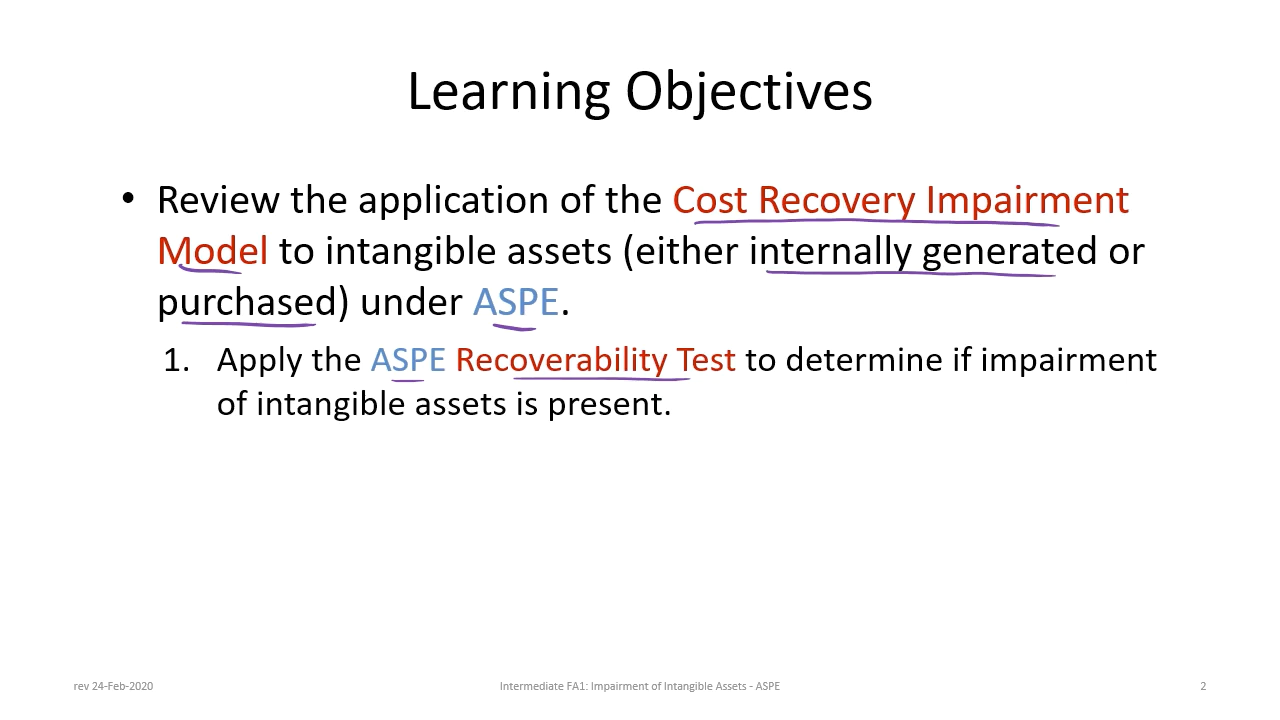 Learning Objectives
• Review the application of the Cost Recovery Impairment
Model to intangible assets (either internally generated or
purchased) under ASPE.
1. Apply the ASPE Recoverability Test to determine if impairment
of intangible assets is present.
rev 24-Feb-2020 Intermediate FA1: Impairment of Intangible Assets - ASPE 2